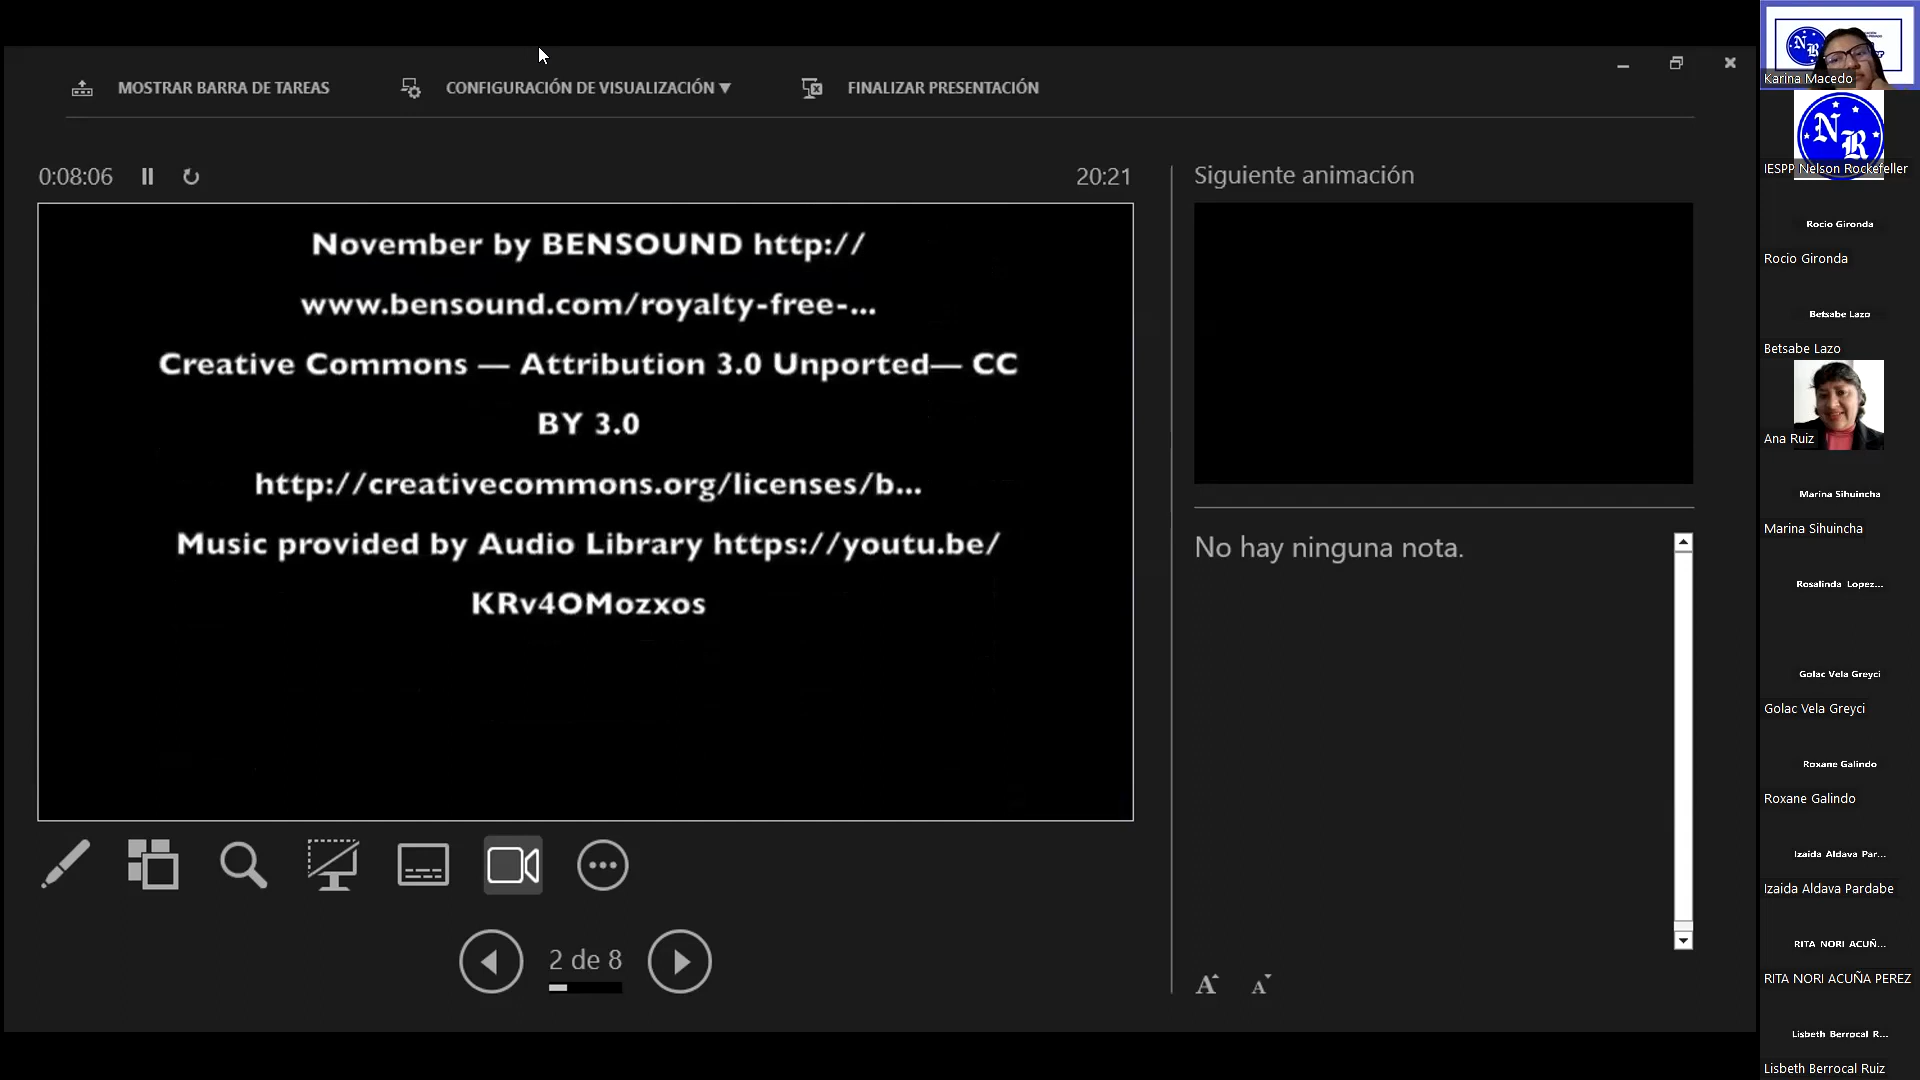 MOSTRAR BARRA DE TAREAS
CONFIGURACIÓN DE VISUALIZACIÓN ▼
FINALIZAR PRESENTACIÓN
0:08:06
20:21
November by BENSOUND http://
www.bensound.com/royalty-free-...
Creative Commons — Attribution 3.0 Unported— CC
BY 3.0
http://creativecommons.org/licenses/b...
Music provided by Audio Library https://youtu.be/
KRv4OMozxos
2 de 8
Siguiente animación
No hay ninguna nota.
A
A
NR
Karina Macedo
NR
IESPP Nelson Rockefeller
Rocio Gironda
Rocio Gironda
Betsabe Lazo
Betsabe Lazo
Ana Ruiz
Marina Sihuincha
Marina Sihuincha
Rosalinda Lopez...
Golac Vela Greyci
Golac Vela Greyci
Roxane Galindo
Roxane Galindo
Izaida Aldava Par...
Izaida Aldava Pardabe
RITA NORI ACUÑ...
RITA NORI ACUÑA PEREZ
Lisbeth Berrocal R...
Lisbeth Berrocal Ruiz